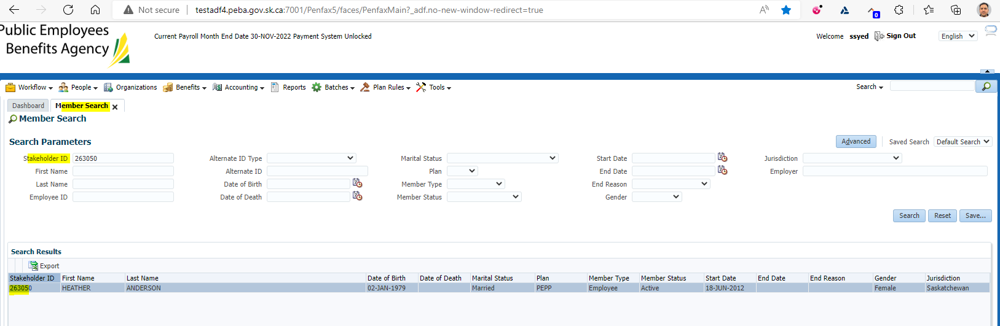 Not secure | testadf4.peba.gov.sk.ca:7001/Penfax5/faces/PenfaxMain?_adf.no-new-window-redirect=true
0
Public Employees
Benefits Agency
Current Payroll Month End Date 30-NOV-2022 Payment System Unlocked
Welcome ssyed Sign Out English
Workflow People Organizations Benefits Accounting Reports Batches Plan Rules Tools Search
Dashboard Member Search
Member Search
Search Parameters Advanced Saved Search Default Search
Stakeholder ID 263050 Alternate ID Type Marital Status Start Date Jurisdiction
First Name Alternate ID Plan End Date Employer
Last Name Date of Birth Member Type End Reason
Employee ID Date of Death Member Status Gender
Search Reset Save...
Search Results
Export
Stakeholder ID First Name Last Name Date of Birth Date of Death Marital Status Plan Member Type Member Status Start Date End Date End Reason Gender Jurisdiction
263050 HEATHER ANDERSON 02-JAN-1979 Married PEPP Employee Active 18-JUN-2012 Female Saskatchewan